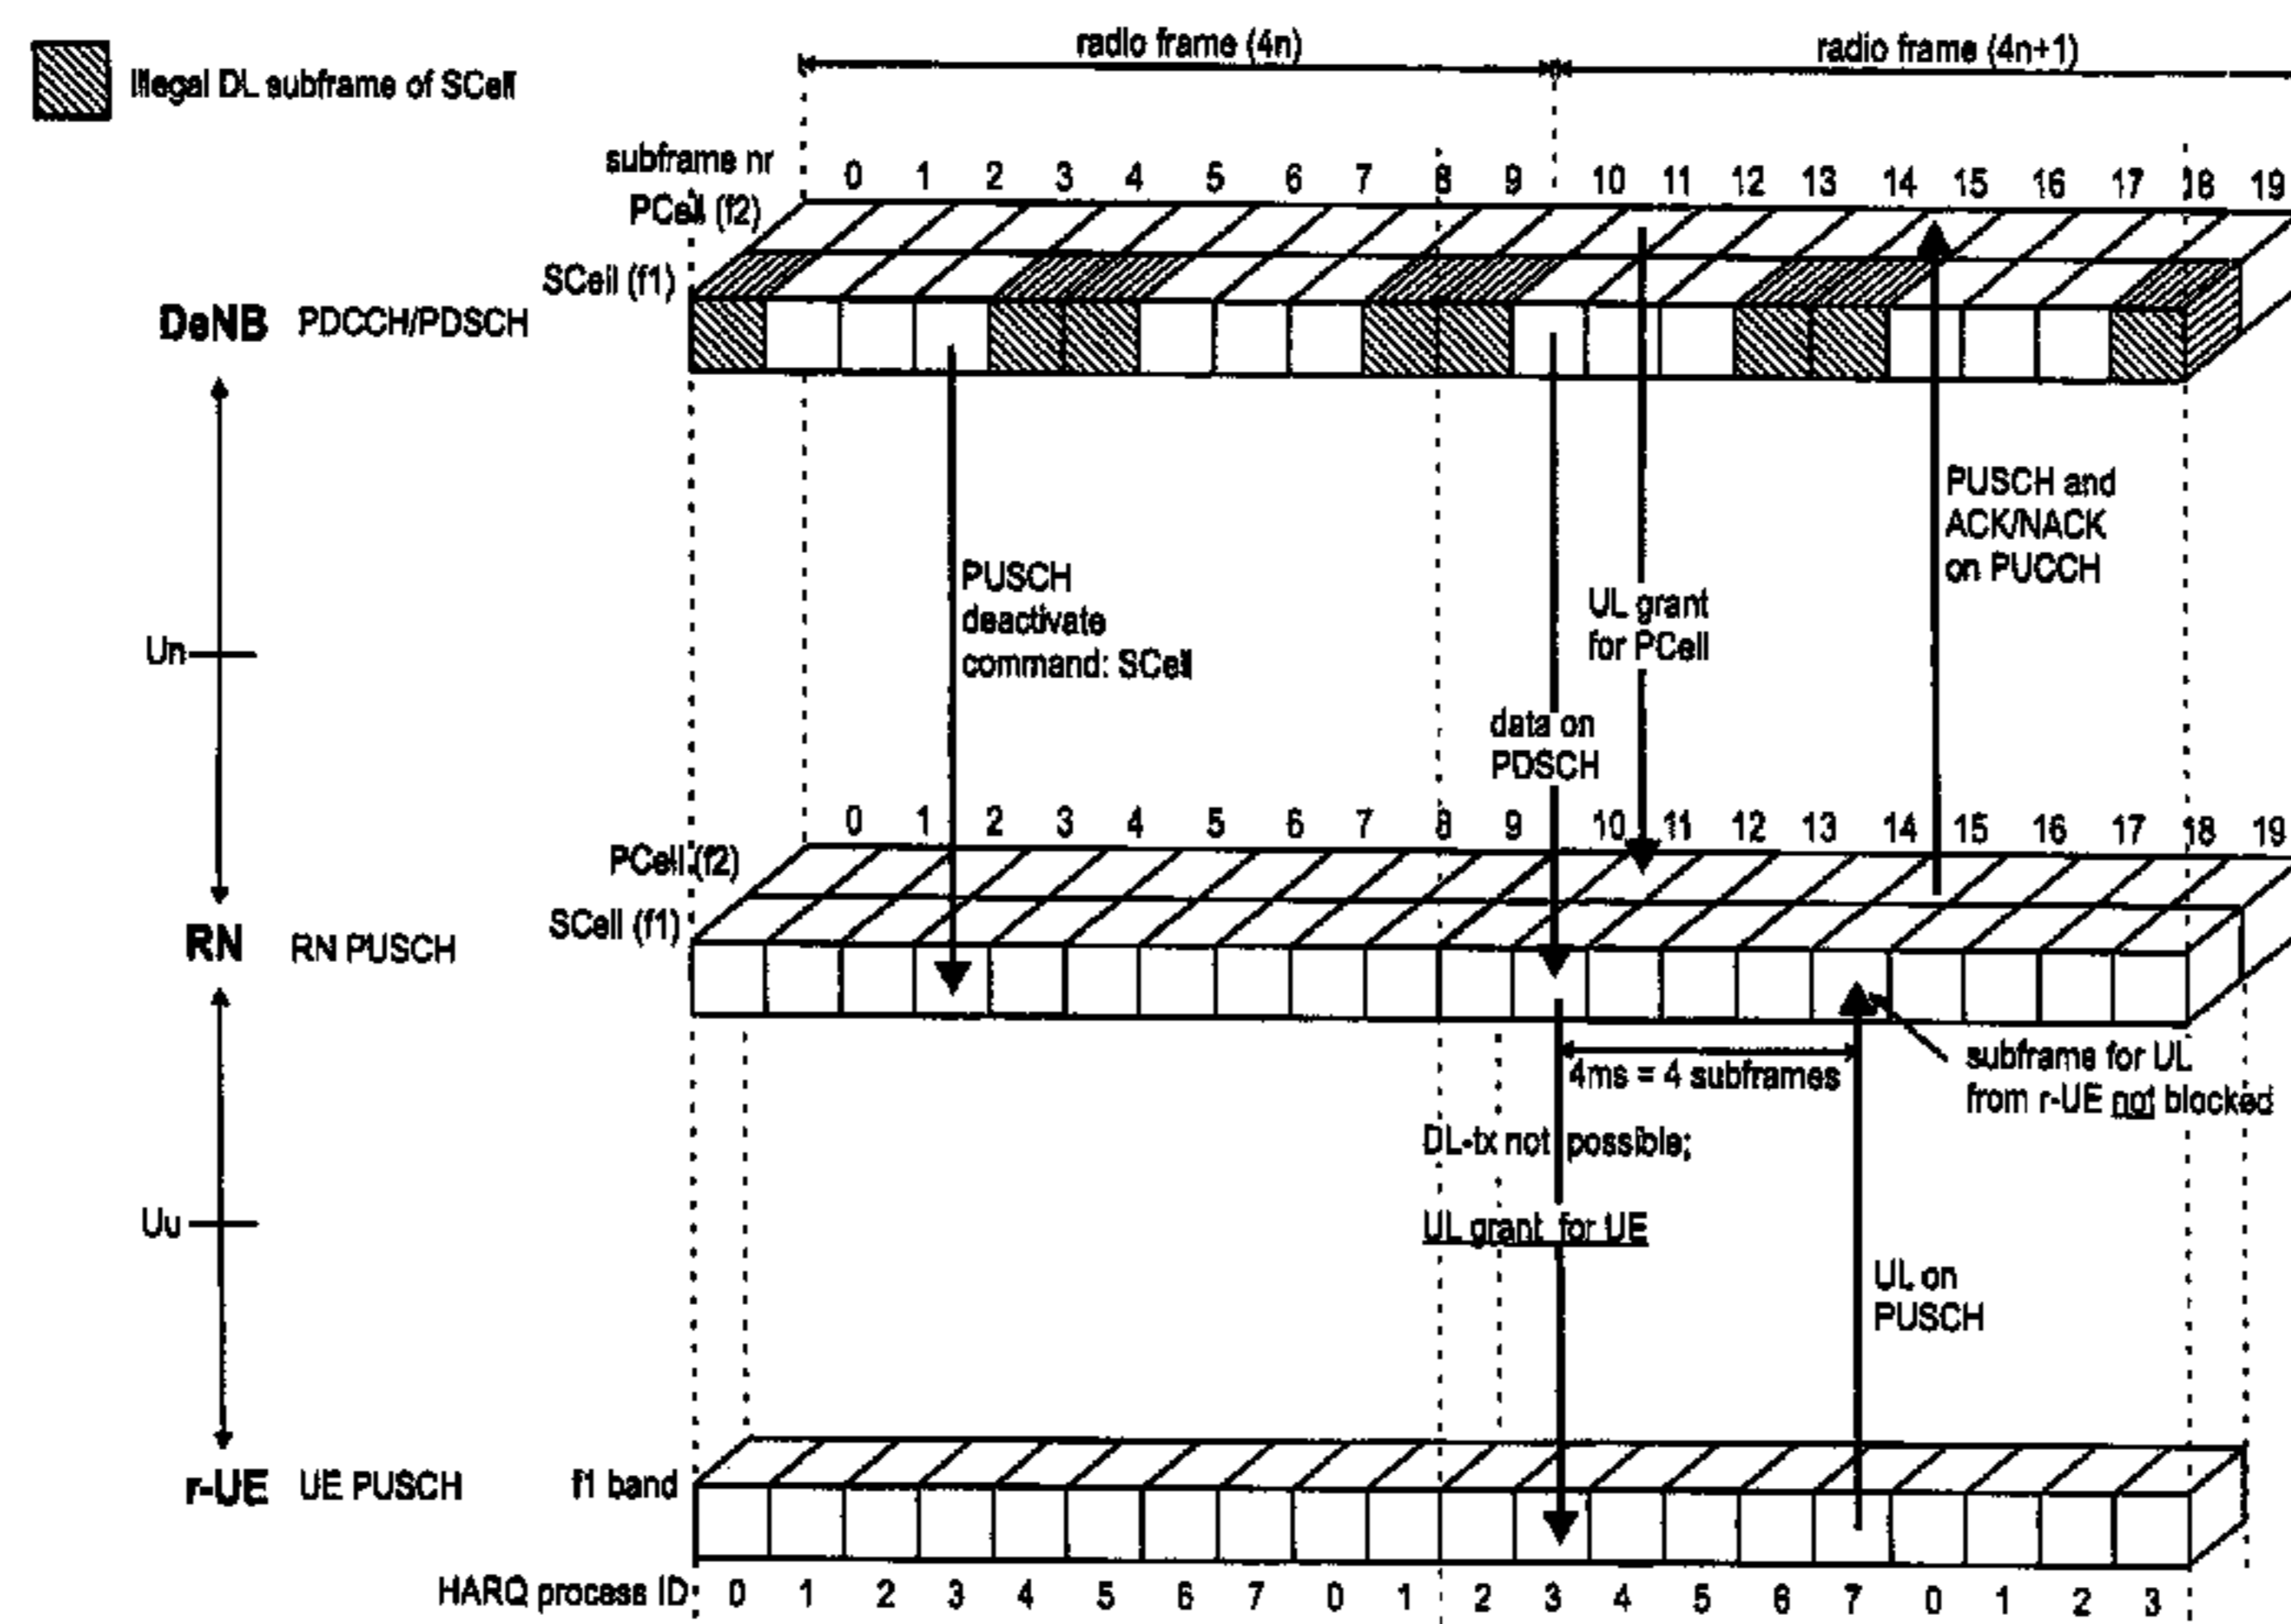 radio frame (4n) radio frame (4n+1)
Illegal DL subframe of SCell
subframe nr 0 1 2 3 4 5 6 7 8 9 10 11 12 13 14 15 16 17 18 19
PCell (f2)
SCell (f1)
DeNB PDCCH/PDSCH
PUSCH and
ACK/NACK
on PUCCH
PUSCH
deactivate
command: SCell
UL grant
for PCell
Un
data on
PDSCH
0 1 2 3 4 5 6 7 8 9 10 11 12 13 14 15 16 17 18 19
PCell (f2)
SCell (f1)
RN RN PUSCH
4ms = 4 subframes
subframe for UL
from r-UE not blocked
DL-tx not possible;
Uu
UL grant for UE
UL on
PUSCH
r-UE UE PUSCH f1 band
HARQ process ID 0 1 2 3 4 5 6 7 0 1 2 3 4 5 6 7 0 1 2 3